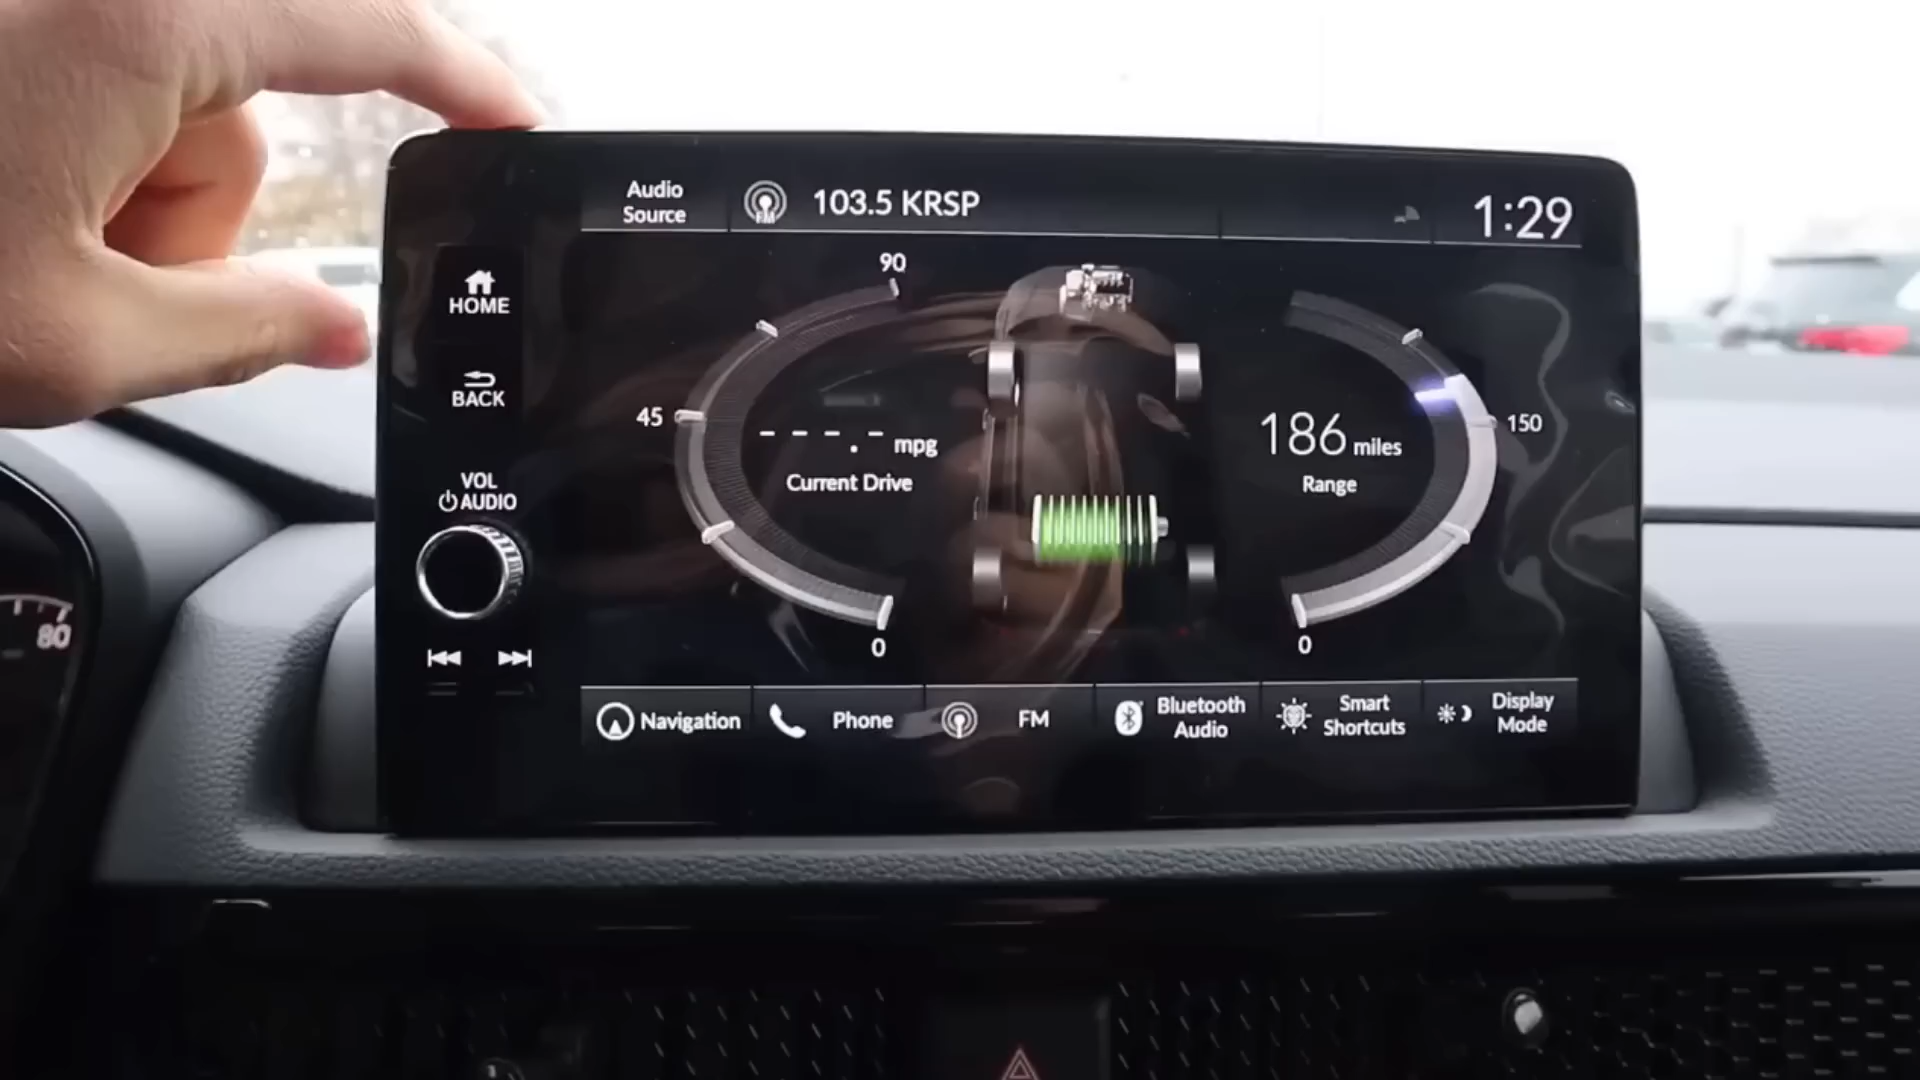 Audio
Source
FM
103.5 KRSP
1:29
HOME
BACK
VOL
AUDIO
90
45
0
- - - . - mpg
Current Drive
186 miles
Range
150
0
80
Navigation
Phone
FM
Bluetooth
Audio
Smart
Shortcuts
Display
Mode